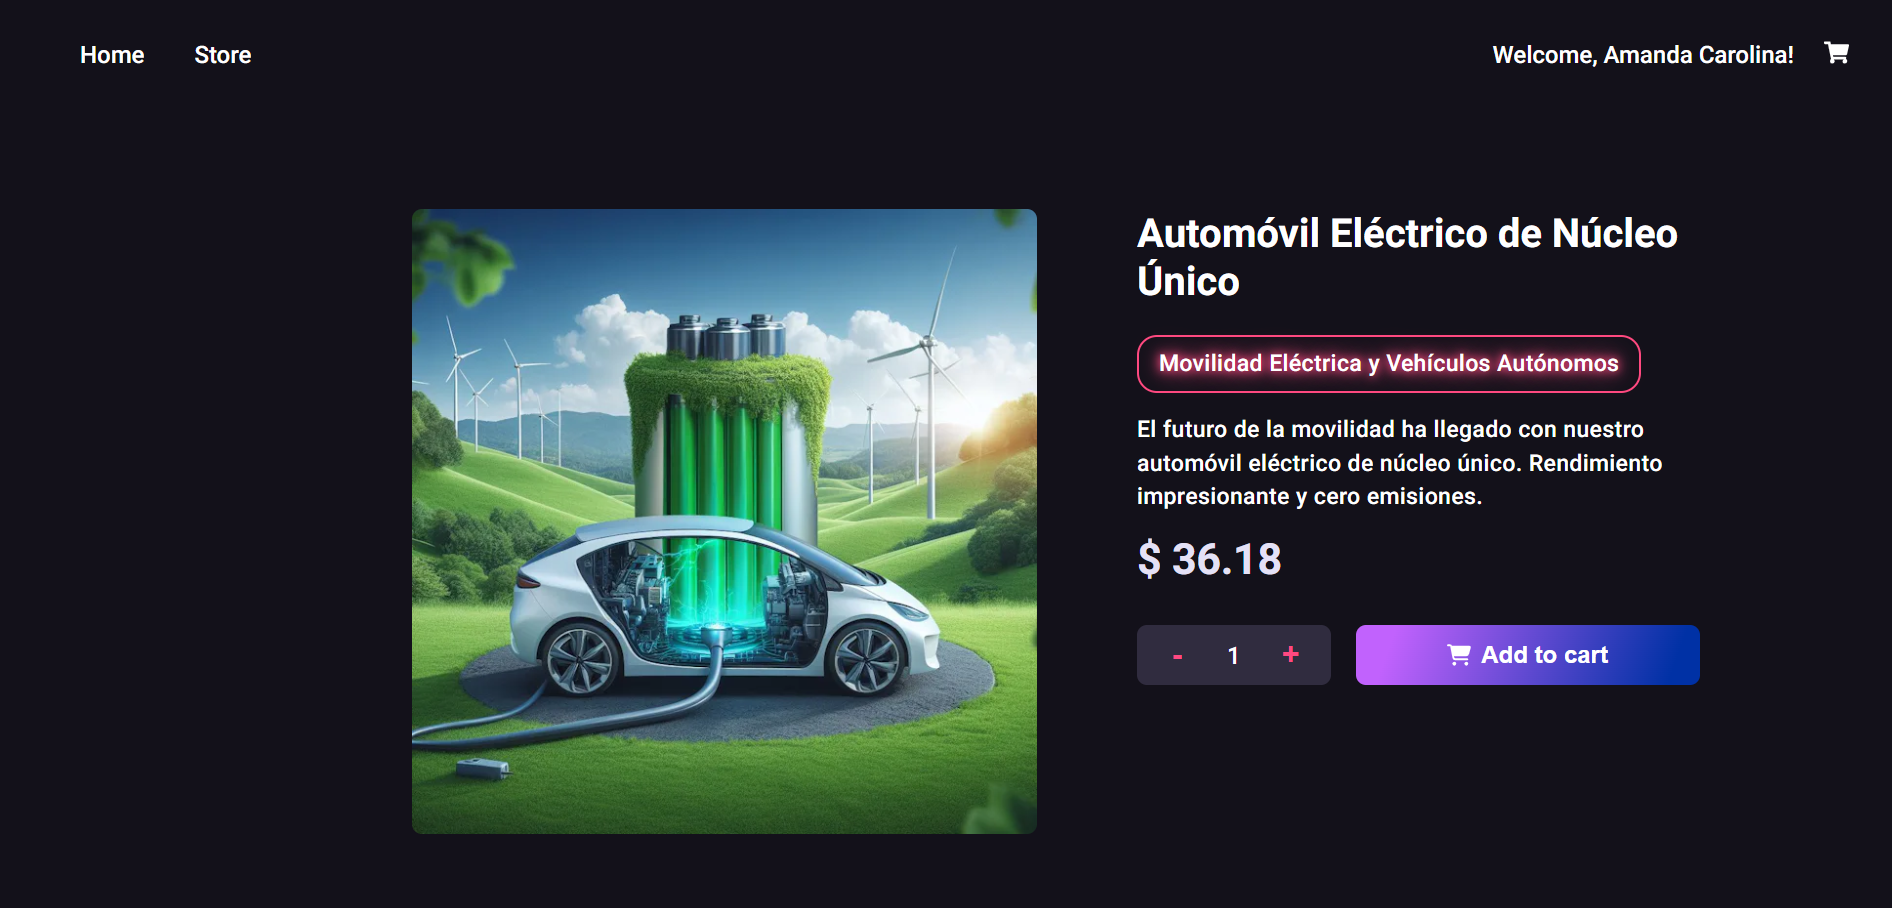 Home Store Welcome, Amanda Carolina!
Automóvil Eléctrico de Núcleo
Único
Movilidad Eléctrica y Vehículos Autónomos
El futuro de la movilidad ha llegado con nuestro
automóvil eléctrico de núcleo único. Rendimiento
impresionante y cero emisiones.
$ 36.18
- 1 + Add to cart